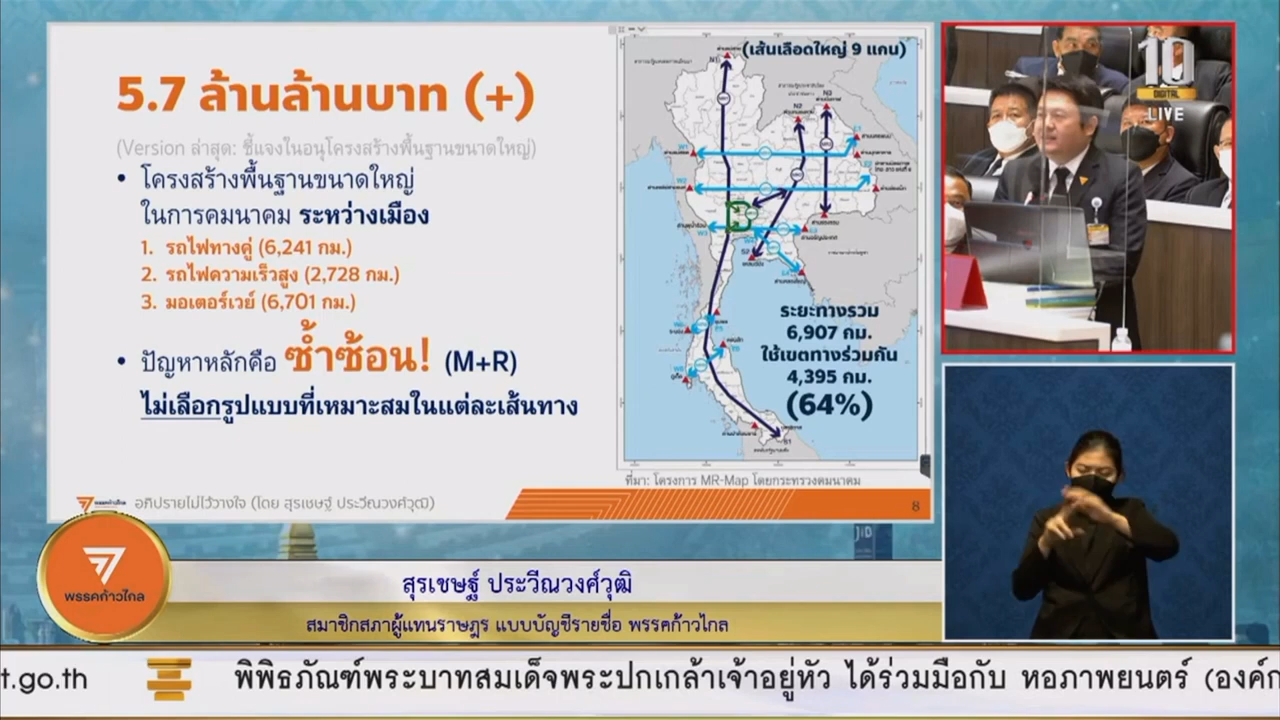 5.7 ล้านล้านบาท (+)
(Version ล่าสุด: ชี้แจงในอนุโครงสร้างพื้นฐานขนาดใหญ่)
• โครงสร้างพื้นฐานขนาดใหญ่
ในการคมนาคม ระหว่างเมือง
1. รถไฟทางคู่ (6,241 กม.)
2. รถไฟความเร็วสูง (2,728 กม.)
3. มอเตอร์เวย์ (6,701 กม.)
• ปัญหาหลักคือ ซ้ำซ้อน! (M+R)
ไม่เลือกรูปแบบที่เหมาะสมในแต่ละเส้นทาง
(เส้นเลือดใหญ่ 9 แกน)
N1
N2
N3
W1
W2
W3
S1
ภูเก็ต
ระยะทางรวม
6,907 กม.
ใช้เขตทางร่วมกัน
4,395 กม.
(64%)
ที่มา: โครงการ MR-Map โดยกระทรวงคมนาคม
อภิปรายไม่ไว้วางใจ (โดย สุรเชษฐ์ ประวีณวงศ์วุฒิ)
8
10
DIGITAL
LIVE
พรรคก้าวไกล
สุรเชษฐ์ ประวีณวงศ์วุฒิ
สมาชิกสภาผู้แทนราษฎร แบบบัญชีรายชื่อ พรรคก้าวไกล
t.go.th พิพิธภัณฑ์พระบาทสมเด็จพระปกเกล้าเจ้าอยู่หัว ได้ร่วมมือกับ หอภาพยนตร์ (องค์ก